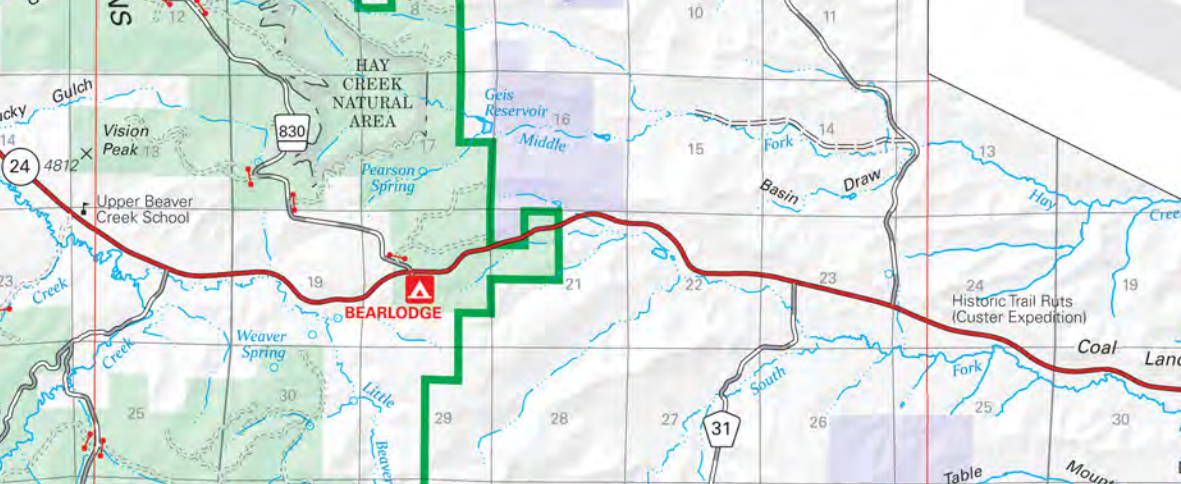 NS
12
7
8
10
11
HAY
CREEK
NATURAL
AREA
Gulch
Geis
Reservoir
16
Middle
830
Vision
Peak
13
14
4812
24
17
Pearson
Spring
15
14
Fork
13
Basin Draw
Hay
Upper Beaver
Creek School
23
Creek
19
BEARLODGE
21
22
23
24
19
Historic Trail Ruts
(Custer Expedition)
Weaver
Spring
Creek
Coal
South
Fork
Little
Beaver
25
30
29
28
27
31
26
25
30
Table